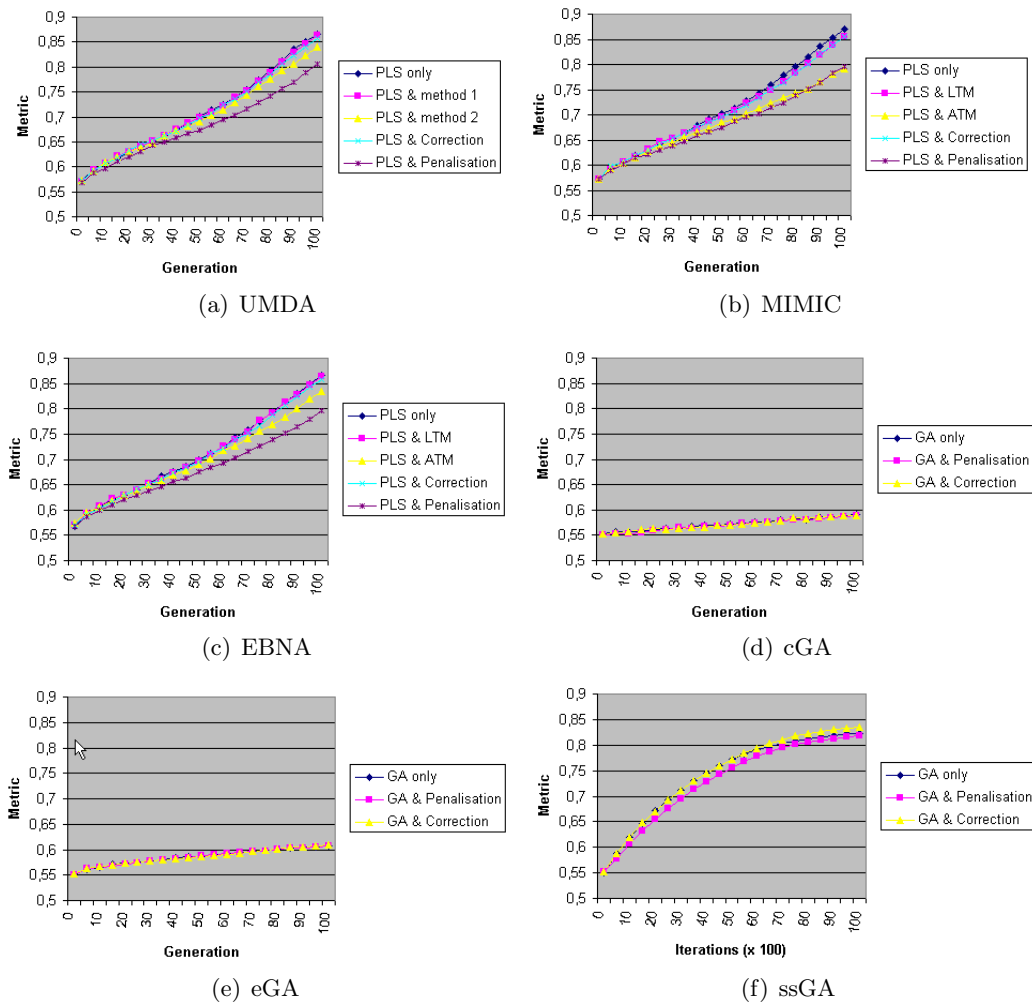 0,9
0,85
0,8
0,75
0,7
0,65
0,6
0,55
0,5
Metric
0 10 20 30 40 50 60 70 80 90 100
Generation
PLS only
PLS & method 1
PLS & method 2
PLS & Correction
PLS & Penalisation
(a) UMDA
0,9
0,85
0,8
0,75
0,7
0,65
0,6
0,55
0,5
Metric
0 10 20 30 40 50 60 70 80 90 100
Generation
PLS only
PLS & LTM
PLS & ATM
PLS & Correction
PLS & Penalisation
(b) MIMIC
0,9
0,85
0,8
0,75
0,7
0,65
0,6
0,55
0,5
Metric
0 10 20 30 40 50 60 70 80 90 100
Generation
PLS only
PLS & LTM
PLS & ATM
PLS & Correction
PLS & Penalisation
(c) EBNA
0,9
0,85
0,8
0,75
0,7
0,65
0,6
0,55
0,5
Metric
0 10 20 30 40 50 60 70 80 90 100
Generation
GA only
GA & Penalisation
GA & Correction
(d) cGA
0,9
0,85
0,8
0,75
0,7
0,65
0,6
0,55
0,5
Metric
0 10 20 30 40 50 60 70 80 90 100
Generation
GA only
GA & Penalisation
GA & Correction
(e) eGA
0,9
0,85
0,8
0,75
0,7
0,65
0,6
0,55
0,5
Metric
0 10 20 30 40 50 60 70 80 90 100
Iterations (x 100)
GA only
GA & Penalisation
GA & Correction
(f) ssGA